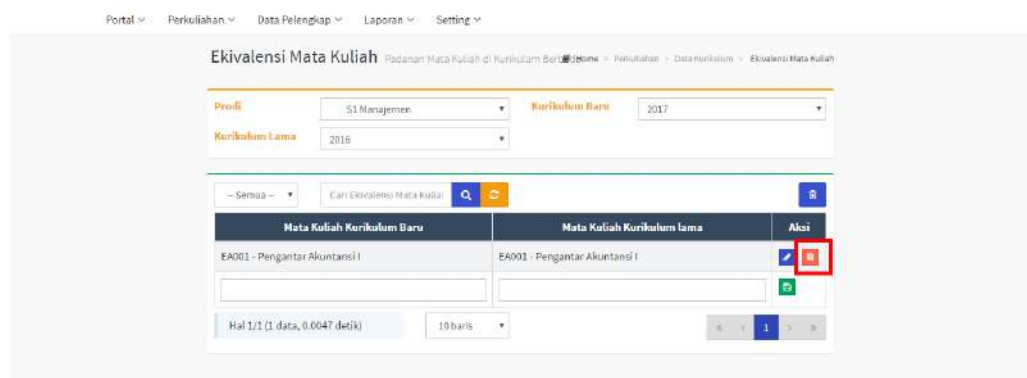 Portal Perkuliahan Data Pelengkap Laporan Setting
Ekivalensi Mata Kuliah Padanan Mata Kuliah di Kurikulum Home > Perkuliahan > Data Kurikulum > Ekivalensi Mata Kuliah
Prodi S1 Manajemen Kurikulum Baru 2017
Kurikulum Lama 2016
-- Semua -- Cari Ekivalensi Mata Kuliah
Mata Kuliah Kurikulum Baru Mata Kuliah Kurikulum lama Aksi
EA001 - Pengantar Akuntansi I EA001 - Pengantar Akuntansi I
Hal 1/1 (1 data, 0.0047 detik) 10 baris « ‹ 1 › »